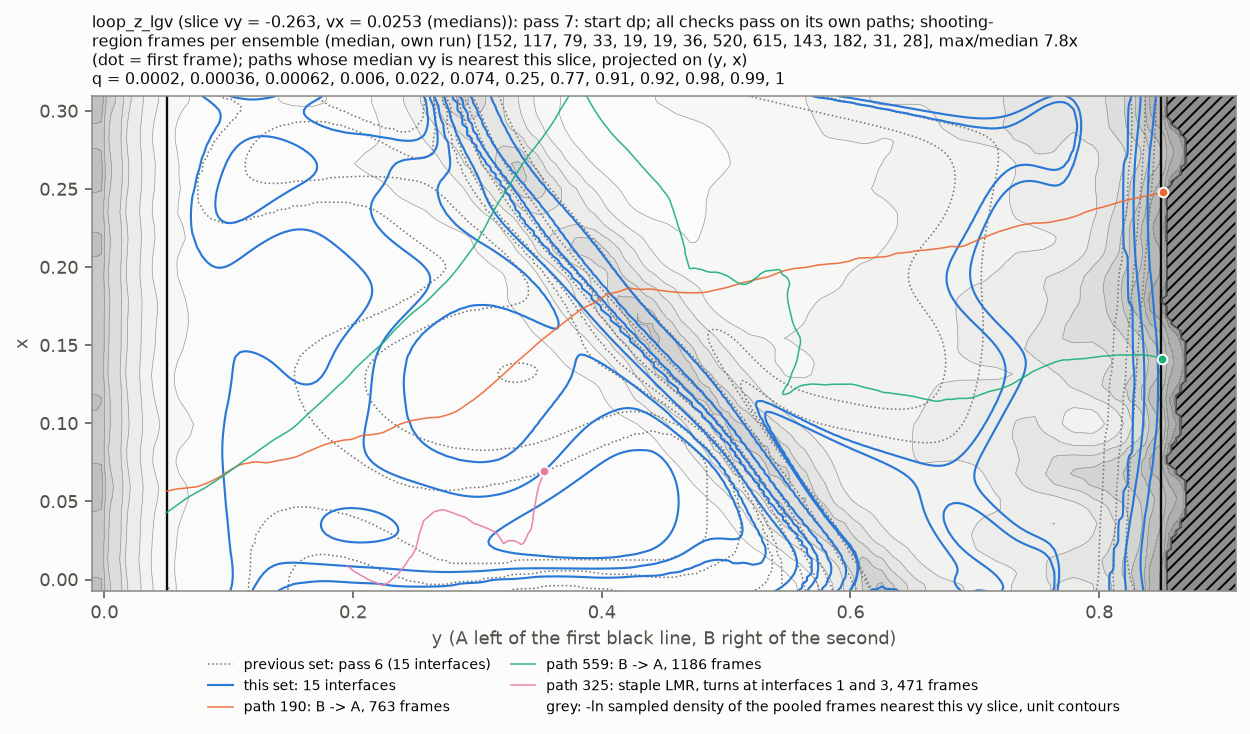 loop_z_lgv (slice vy = -0.263, vx = 0.0253 (medians)): pass 7: start dp; all checks pass on its own paths; shooting-
region frames per ensemble (median, own run) [152, 117, 79, 33, 19, 19, 36, 520, 615, 143, 182, 31, 28], max/median 7.8x
(dot = first frame); paths whose median vy is nearest this slice, projected on (y, x)
q = 0.0002, 0.00036, 0.00062, 0.006, 0.022, 0.074, 0.25, 0.77, 0.91, 0.92, 0.98, 0.99, 1
0.30
0.25
0.20
0.15
0.10
0.05
0.00
x
0.0 0.2 0.4 0.6 0.8
y (A left of the first black line, B right of the second)
previous set: pass 6 (15 interfaces)
this set: 15 interfaces
path 190: B -> A, 763 frames
path 559: B -> A, 1186 frames
path 325: staple LMR, turns at interfaces 1 and 3, 471 frames
grey: -ln sampled density of the pooled frames nearest this vy slice, unit contours